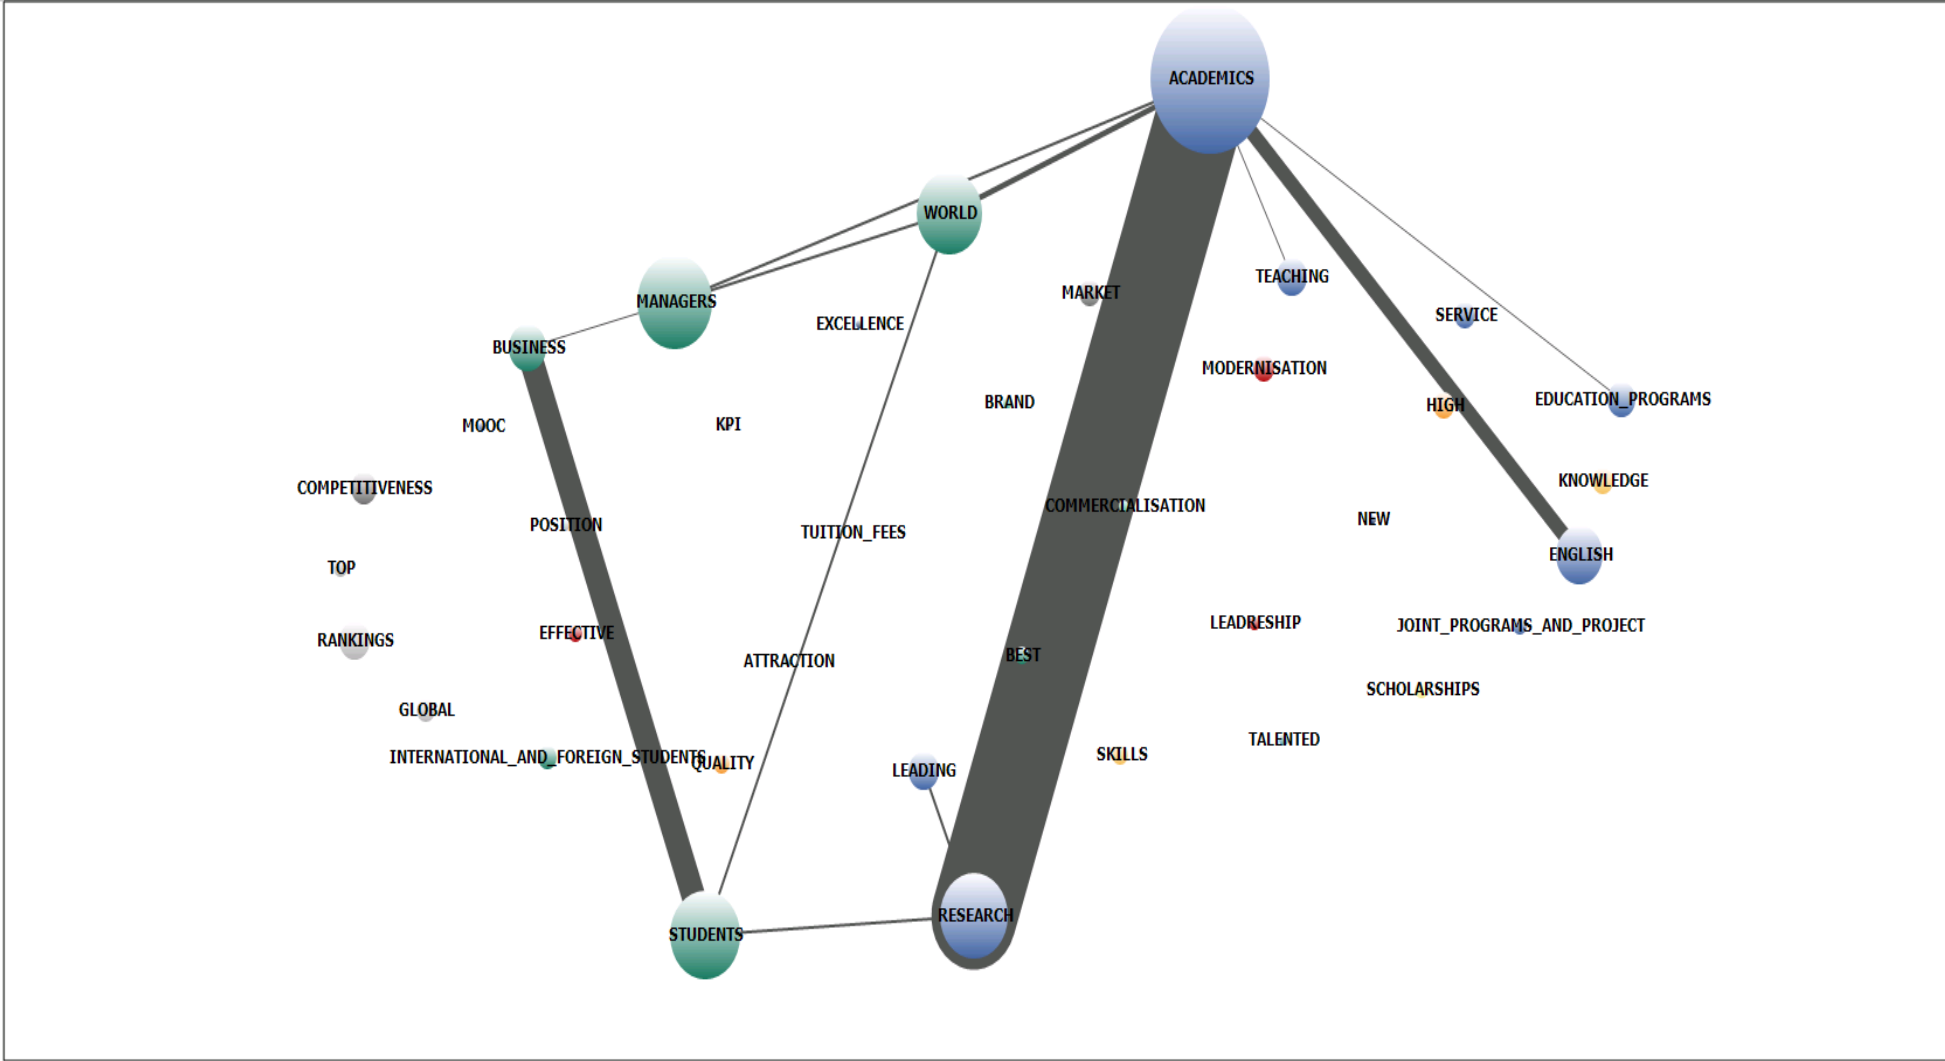 ACADEMICS
WORLD
TEACHING
MARKET
MANAGERS
SERVICE
EXCELLENCE
BUSINESS
MODERNISATION
EDUCATION_PROGRAMS
BRAND
HIGH
KPI
MOOC
KNOWLEDGE
COMPETITIVENESS
COMMERCIALISATION
NEW
POSITION
TUITION_FEES
ENGLISH
TOP
LEADRESHIP
JOINT_PROGRAMS_AND_PROJECT
EFFECTIVE
RANKINGS
BEST
ATTRACTION
SCHOLARSHIPS
GLOBAL
TALENTED
SKILLS
INTERNATIONAL_AND_FOREIGN_STUDENTS
QUALITY
LEADING
RESEARCH
STUDENTS